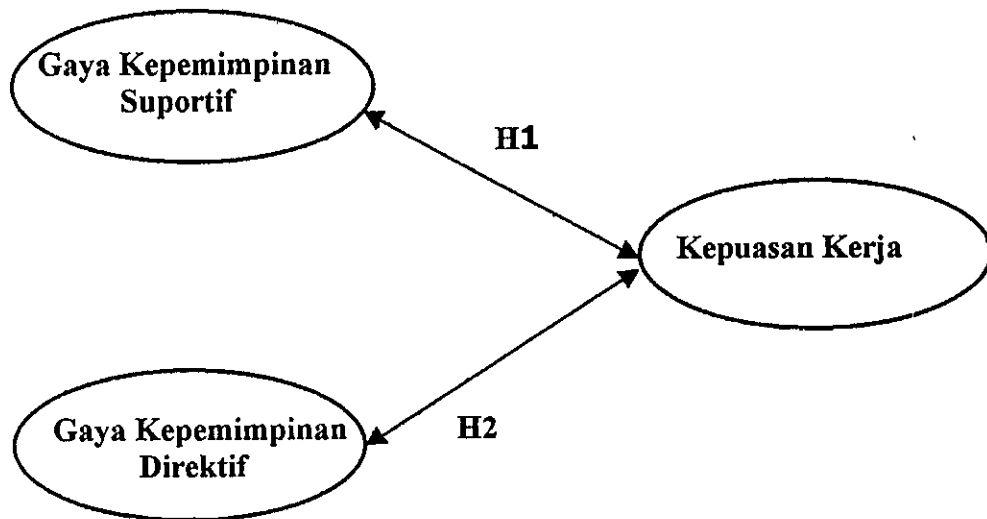 Gaya Kepemimpinan
Suportif
H1
Kepuasan Kerja
H2
Gaya Kepemimpinan
Direktif